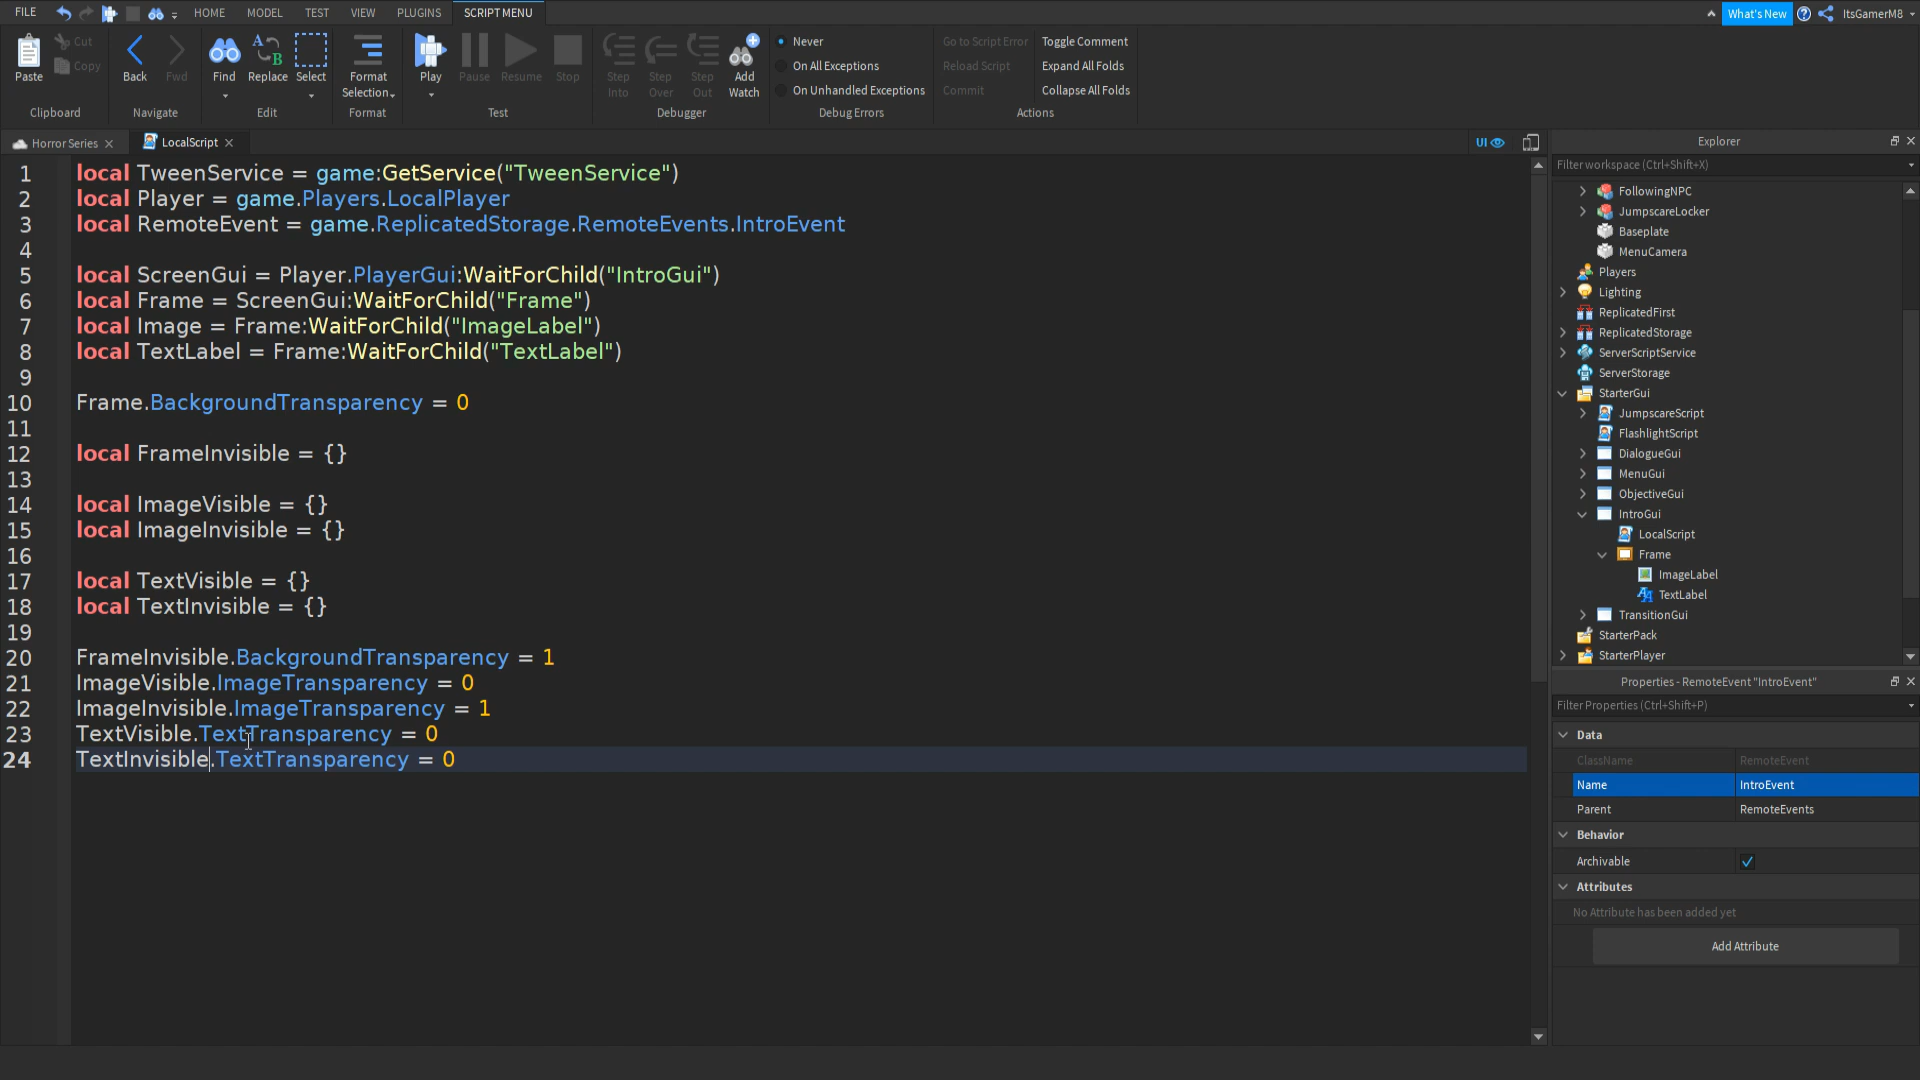 FILE HOME MODEL TEST VIEW PLUGINS SCRIPT MENU What's New ItsGamerM8
Paste Cut Copy Clipboard
Back Fwd Navigate
Find Replace Select Edit
Format Selection Format
Play Pause Resume Stop Test
Step Into Step Over Step Out Add Watch Debugger
Never
On All Exceptions
On Unhandled Exceptions
Debug Errors
Go to Script Error Toggle Comment
Reload Script Expand All Folds
Commit Collapse All Folds
Actions
Horror Series LocalScript UI
1 local TweenService = game:GetService("TweenService")
2 local Player = game.Players.LocalPlayer
3 local RemoteEvent = game.ReplicatedStorage.RemoteEvents.IntroEvent
4
5 local ScreenGui = Player.PlayerGui:WaitForChild("IntroGui")
6 local Frame = ScreenGui:WaitForChild("Frame")
7 local Image = Frame:WaitForChild("ImageLabel")
8 local TextLabel = Frame:WaitForChild("TextLabel")
9
10 Frame.BackgroundTransparency = 0
11
12 local FrameInvisible = {}
13
14 local ImageVisible = {}
15 local ImageInvisible = {}
16
17 local TextVisible = {}
18 local TextInvisible = {}
19
20 FrameInvisible.BackgroundTransparency = 1
21 ImageVisible.ImageTransparency = 0
22 ImageInvisible.ImageTransparency = 1
23 TextVisible.TextTransparency = 0
24 TextInvisible.TextTransparency = 0
Explorer
Filter workspace (Ctrl+Shift+X)
FollowingNPC
JumpscareLocker
Baseplate
MenuCamera
Players
Lighting
ReplicatedFirst
ReplicatedStorage
ServerScriptService
ServerStorage
StarterGui
JumpscareScript
FlashlightScript
DialogueGui
MenuGui
ObjectiveGui
IntroGui
LocalScript
Frame
ImageLabel
TextLabel
TransitionGui
StarterPack
StarterPlayer
Properties - RemoteEvent "IntroEvent"
Filter Properties (Ctrl+Shift+P)
Data
ClassName RemoteEvent
Name IntroEvent
Parent RemoteEvents
Behavior
Archivable
Attributes
No Attribute has been added yet
Add Attribute